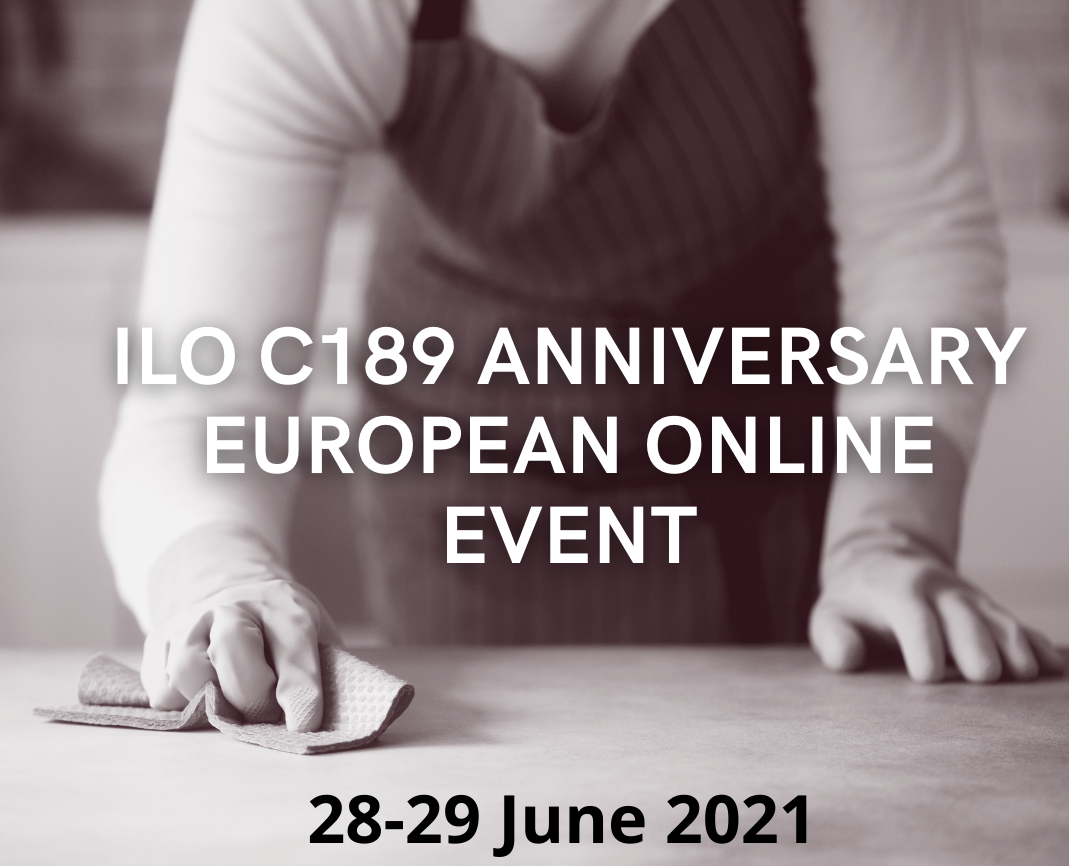 ILO C189 ANNIVERSARY
EUROPEAN ONLINE
EVENT
28-29 June 2021